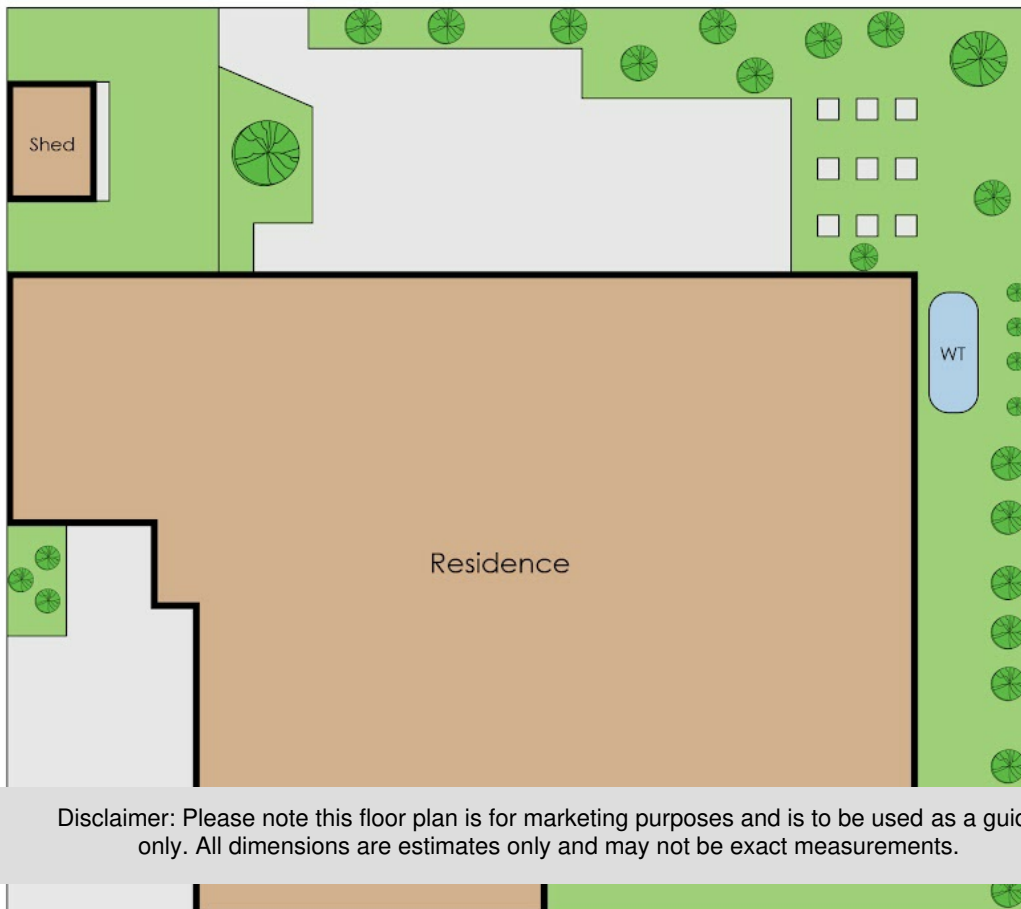 Shed
WT
Residence
Disclaimer: Please note this floor plan is for marketing purposes and is to be used as a guid
only. All dimensions are estimates only and may not be exact measurements.